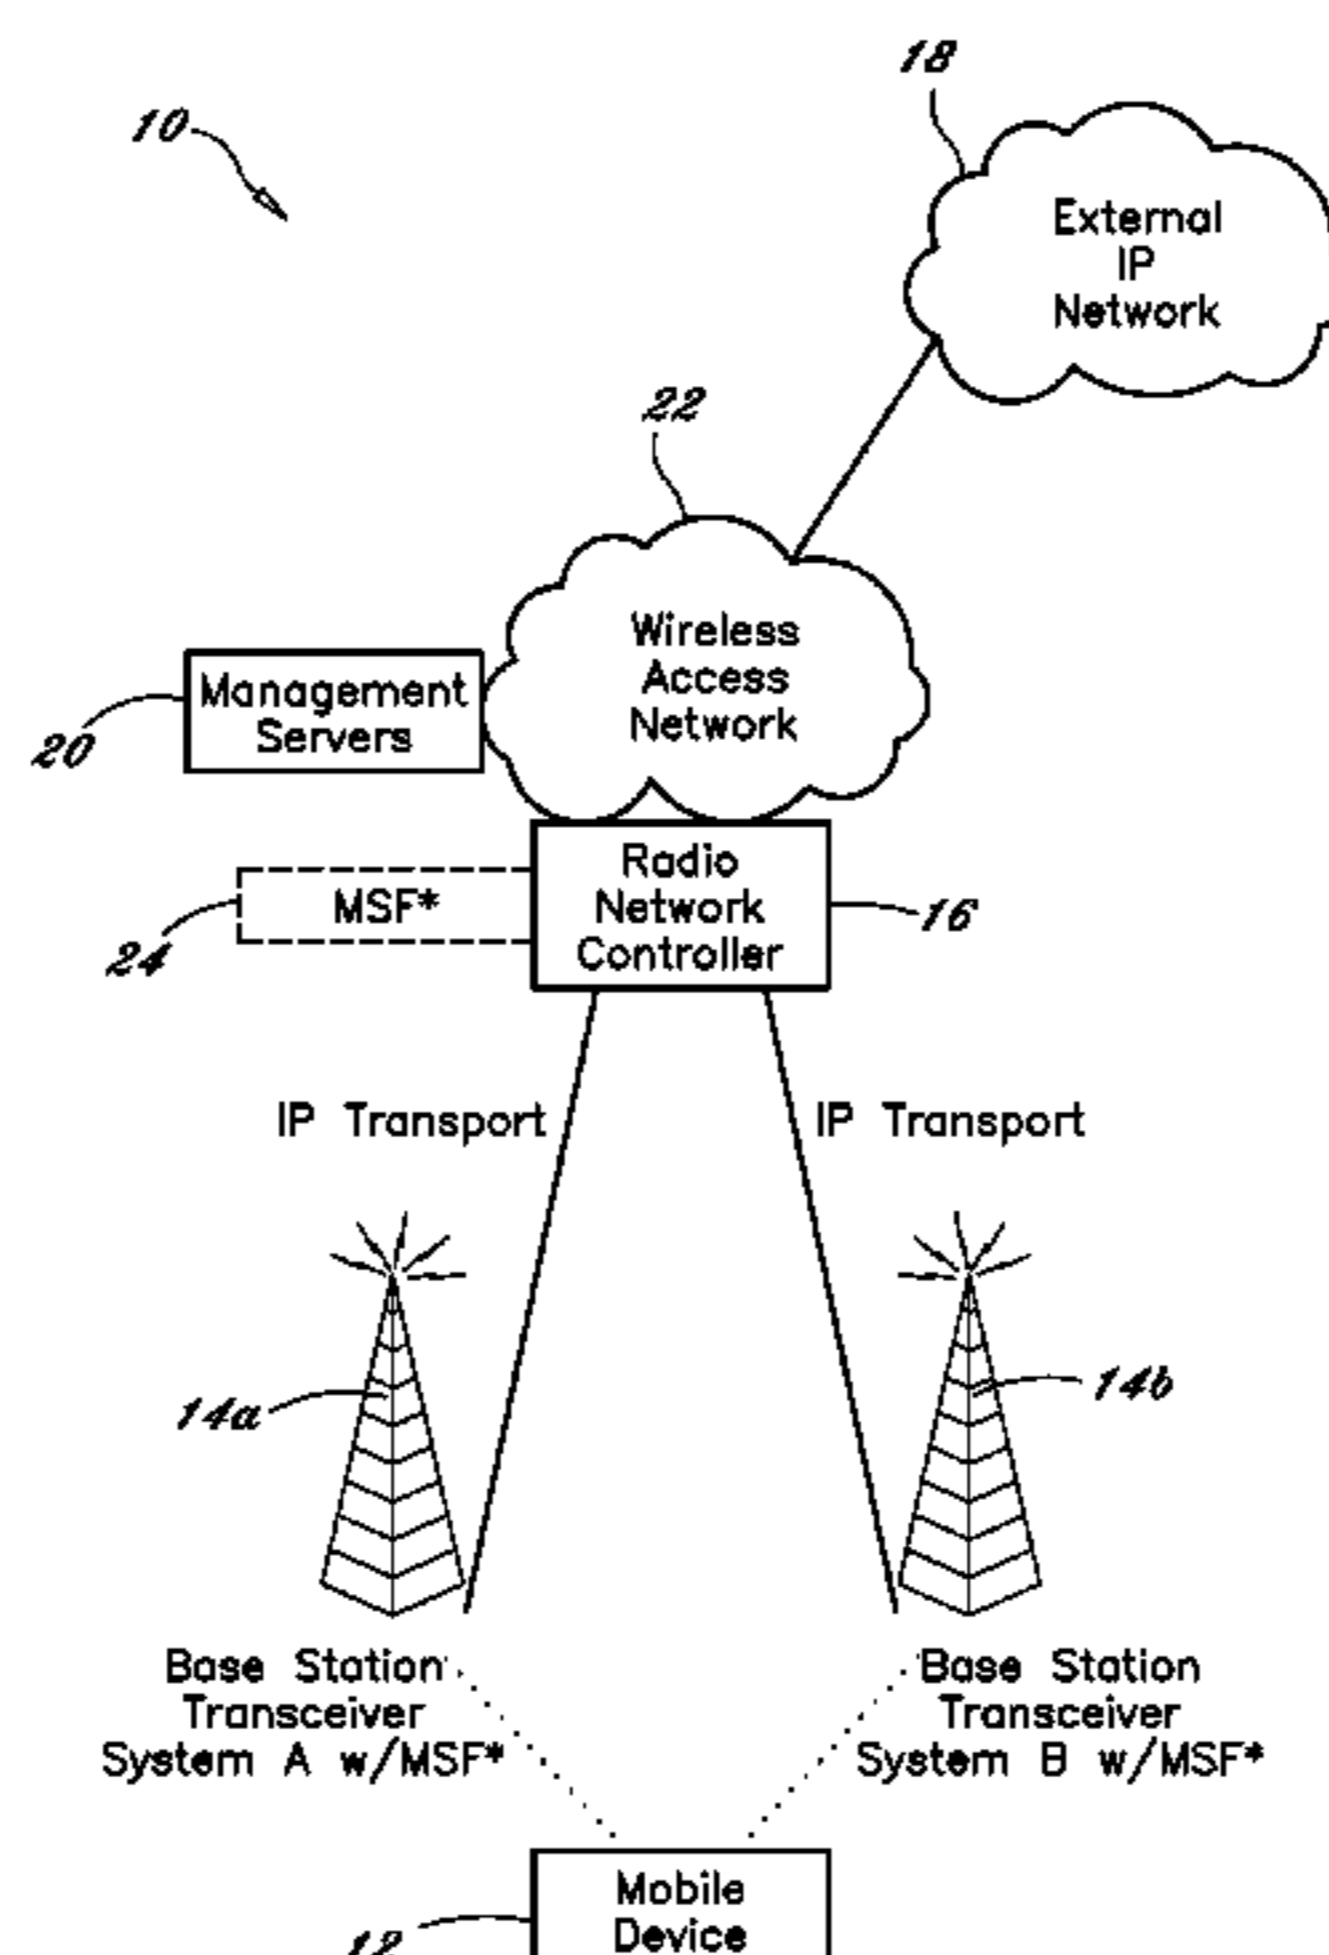 18
10
External
IP
Network
22
Wireless
Access
Network
Management
Servers
20
Radio
Network
Controller
MSF*
16
24
IP Transport
IP Transport
14a
14b
Base Station
Transceiver
System A w/MSF*
Base Station
Transceiver
System B w/MSF*
Mobile
Device
12